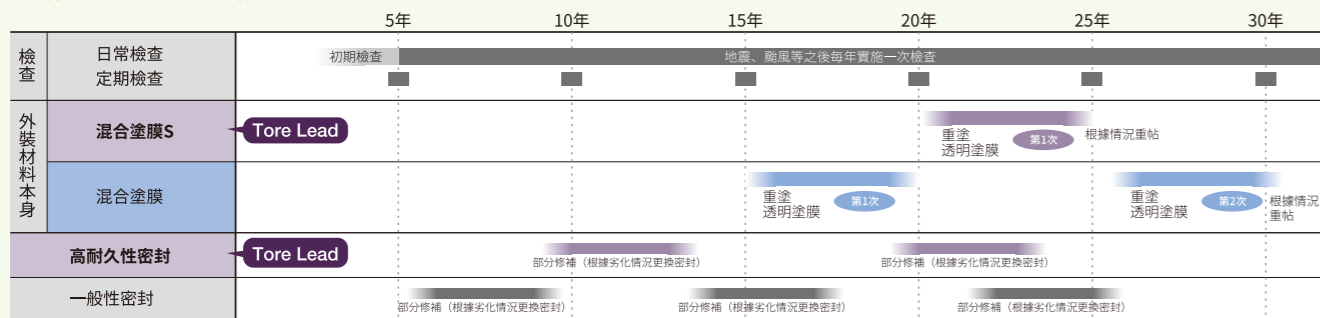 5年 10年 15年 20年 25年 30年
檢查
日常檢查
初期檢查
地震、颱風等之後每年實施一次檢查
定期檢查
外裝材料本身
混合塗膜S
Tore Lead
重塗
透明塗膜
第1次
根據情況重帖
混合塗膜
重塗
透明塗膜
第1次
重塗
透明塗膜
第2次
根據情況
重帖
高耐久性密封
Tore Lead
部分修補（根據劣化情況更換密封）
部分修補（根據劣化情況更換密封）
一般性密封
部分修補（根據劣化情況更換密封）
部分修補（根據劣化情況更換密封）
部分修補（根據劣化情況更換密封）